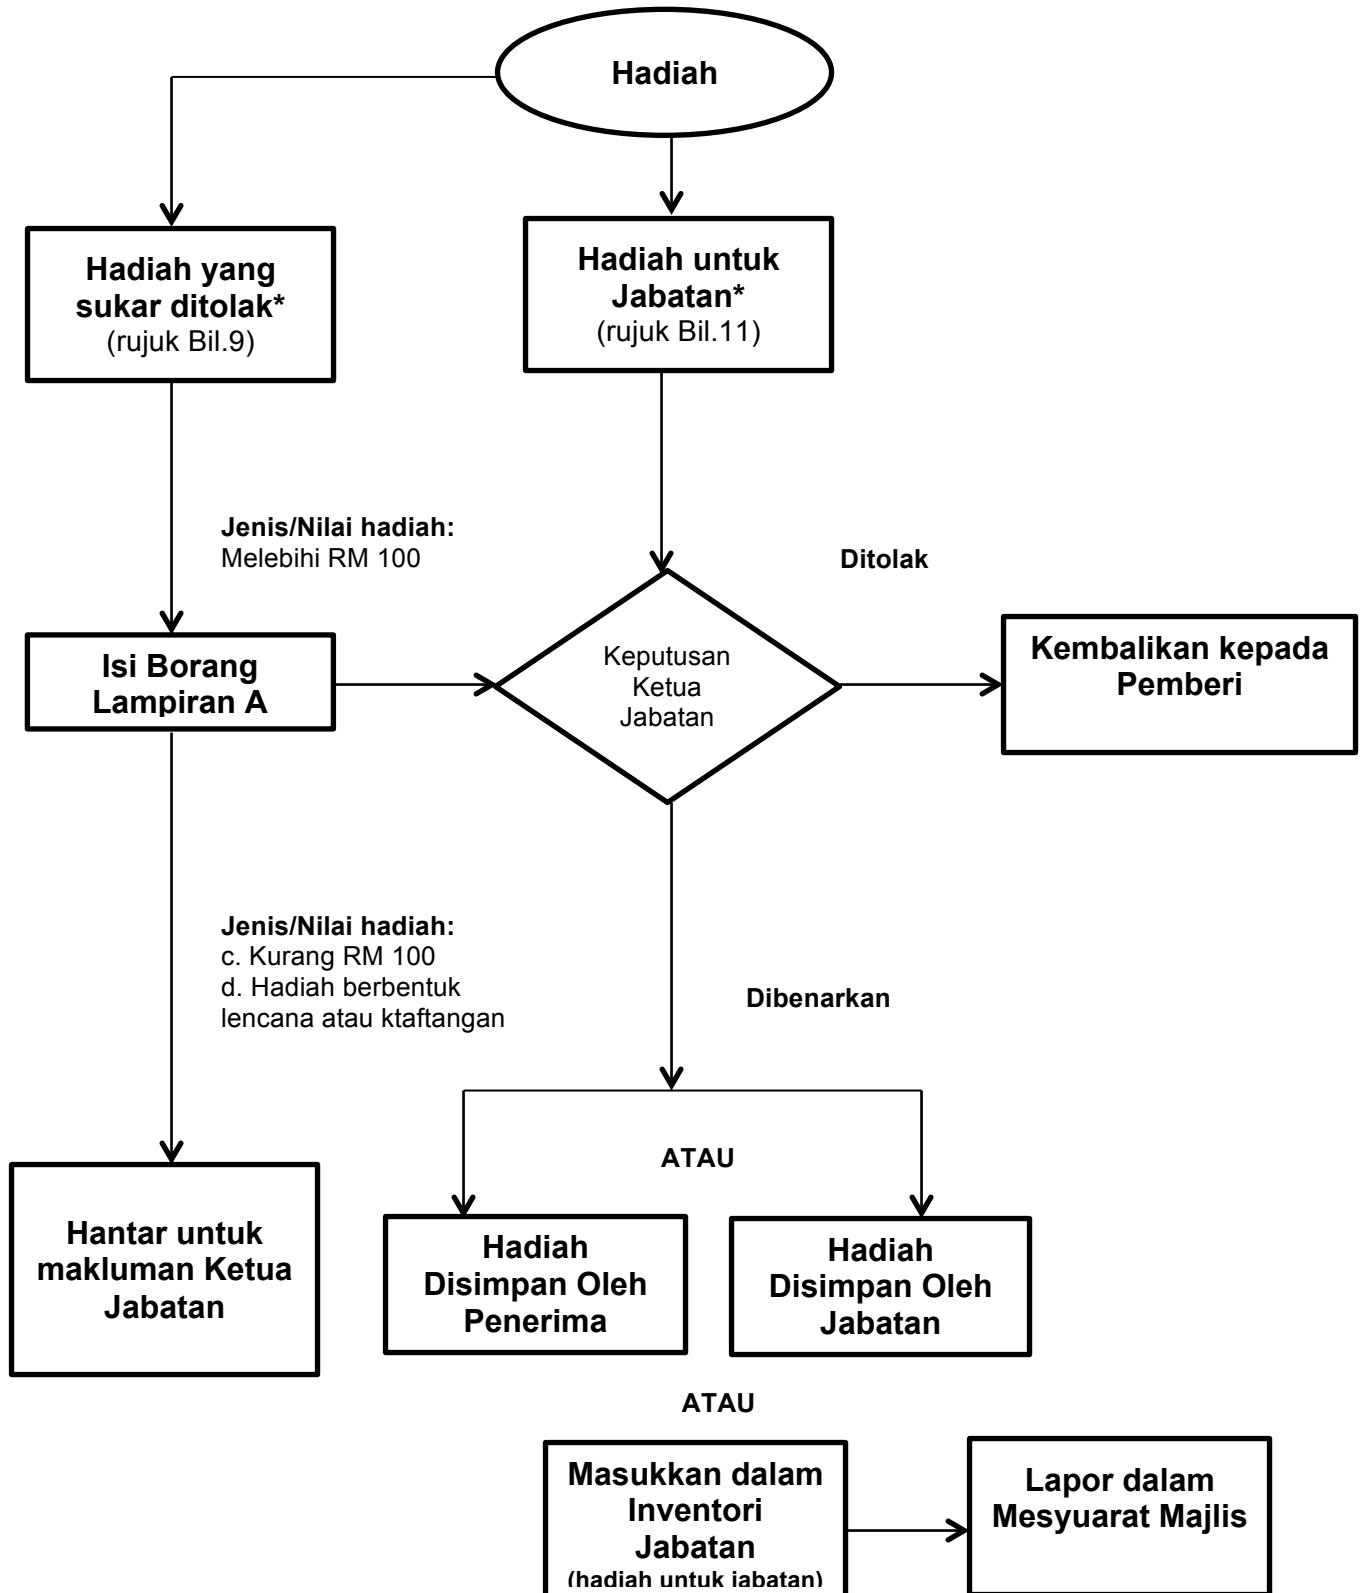 Hadiah
Hadiah yang
sukar ditolak*
(rujuk Bil.9)
Hadiah untuk
Jabatan*
(rujuk Bil.11)
Jenis/Nilai hadiah:
Melebihi RM 100
Ditolak
Isi Borang
Lampiran A
Keputusan
Ketua
Jabatan
Kembalikan kepada
Pemberi
Jenis/Nilai hadiah:
c. Kurang RM 100
d. Hadiah berbentuk
lencana atau ktaftangan
Dibenarkan
ATAU
Hantar untuk
makluman Ketua
Jabatan
Hadiah
Disimpan Oleh
Penerima
Hadiah
Disimpan Oleh
Jabatan
ATAU
Masukkan dalam
Inventori
Jabatan
(hadiah untuk jabatan)
Lapor dalam
Mesyuarat Majlis